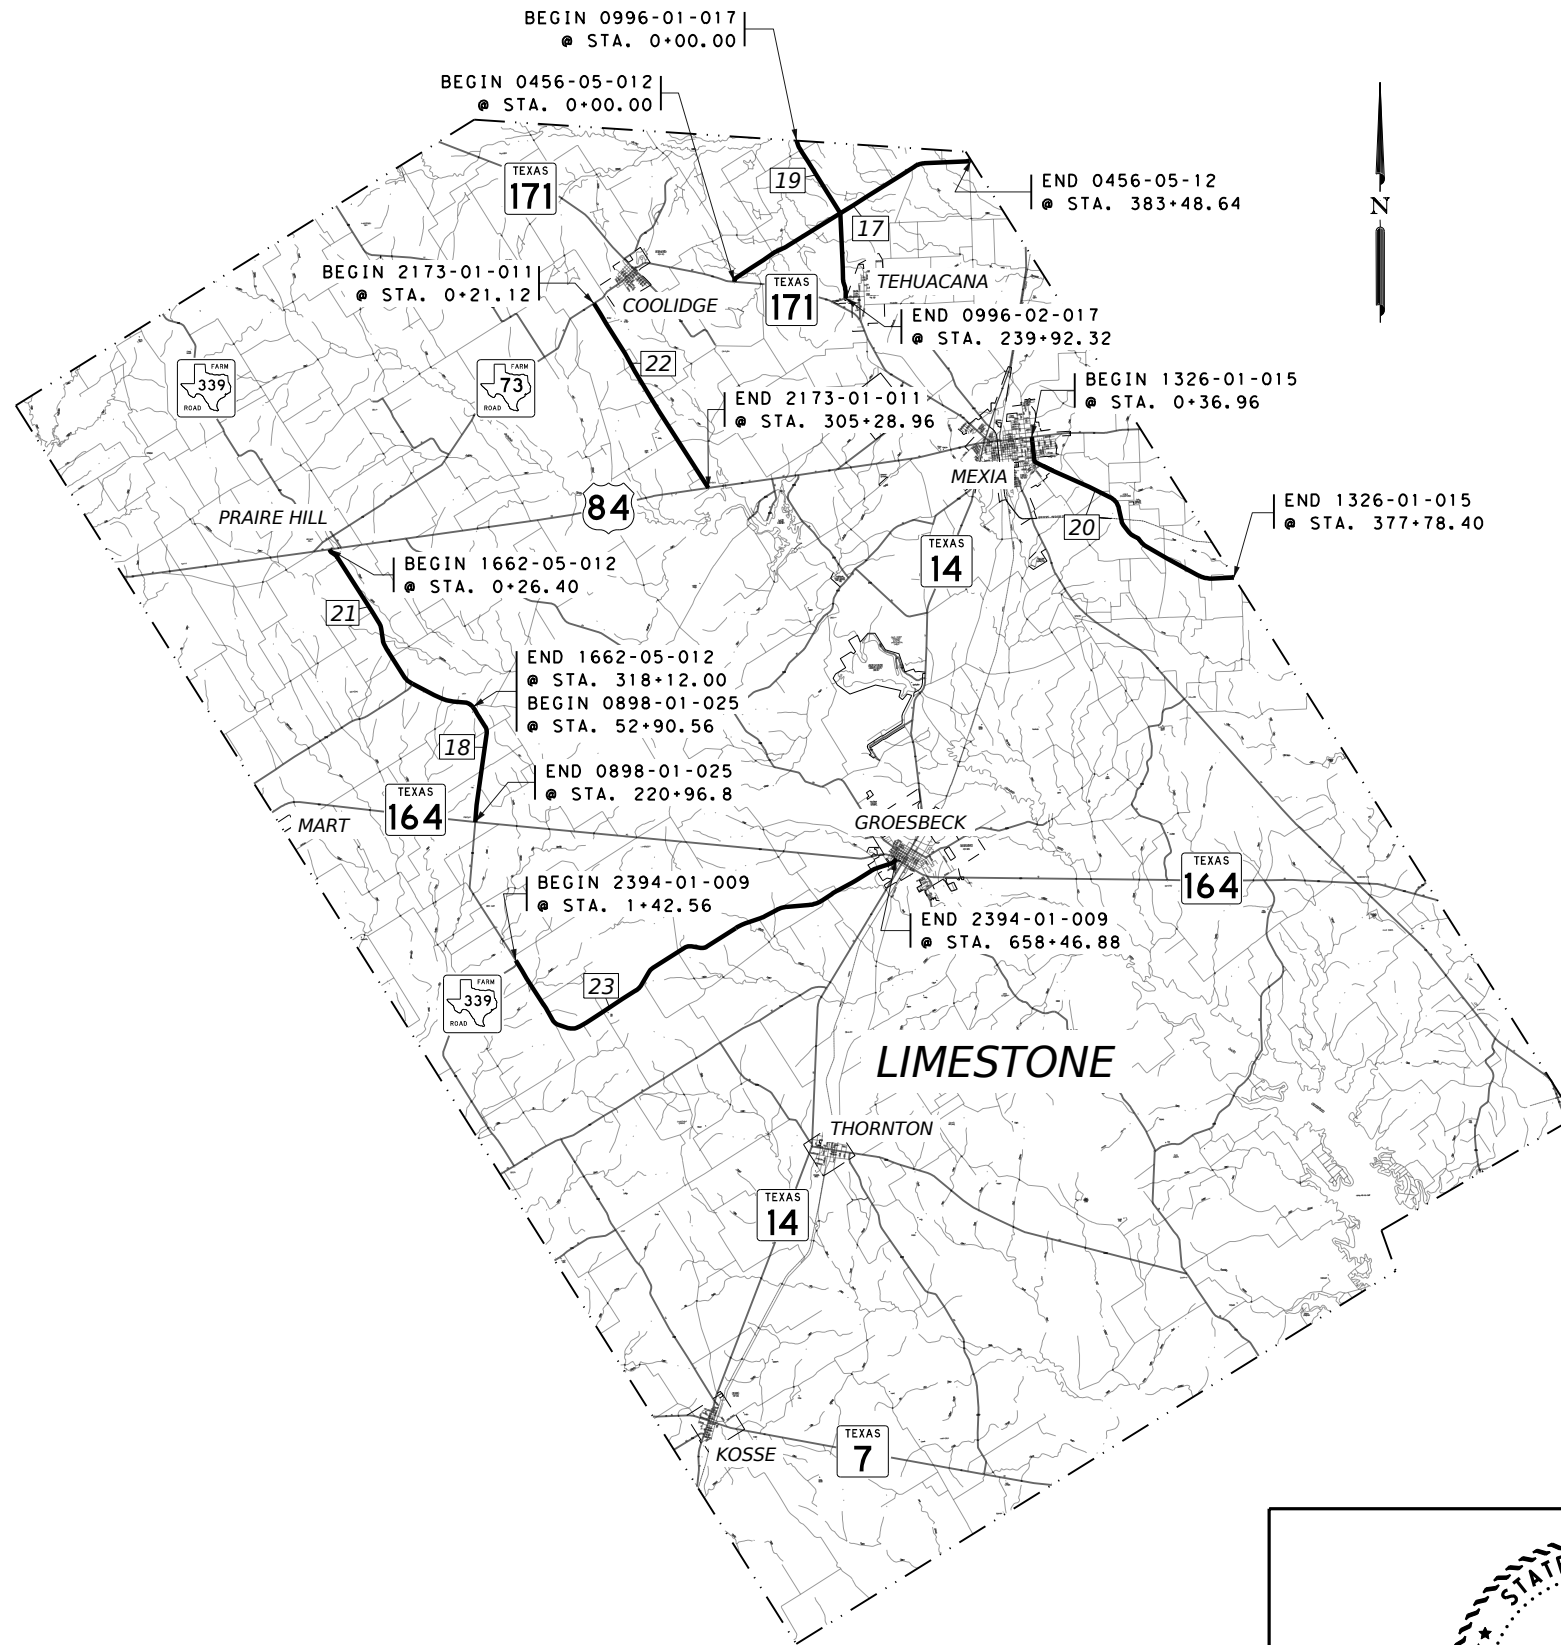 BEGIN 0996-01-017
@ STA. 0+00.00
BEGIN 0456-05-012
@ STA. 0+00.00
TEXAS
171
19
END 0456-05-12
@ STA. 383+48.64
N
17
BEGIN 2173-01-011
@ STA. 0+21.12
COOLIDGE
TEXAS
171
TEHUACANA
END 0996-02-017
@ STA. 239+92.32
FARM
339
ROAD
FARM
73
ROAD
22
END 2173-01-011
@ STA. 305+28.96
BEGIN 1326-01-015
@ STA. 0+36.96
MEXIA
PRAIRE HILL
84
20
END 1326-01-015
@ STA. 377+78.40
TEXAS
14
BEGIN 1662-05-012
@ STA. 0+26.40
21
END 1662-05-012
@ STA. 318+12.00
BEGIN 0898-01-025
@ STA. 52+90.56
18
END 0898-01-025
@ STA. 220+96.8
MART
TEXAS
164
GROESBECK
TEXAS
164
BEGIN 2394-01-009
@ STA. 1+42.56
END 2394-01-009
@ STA. 658+46.88
FARM
339
ROAD
23
LIMESTONE
THORNTON
TEXAS
14
KOSSE
TEXAS
7
STATE